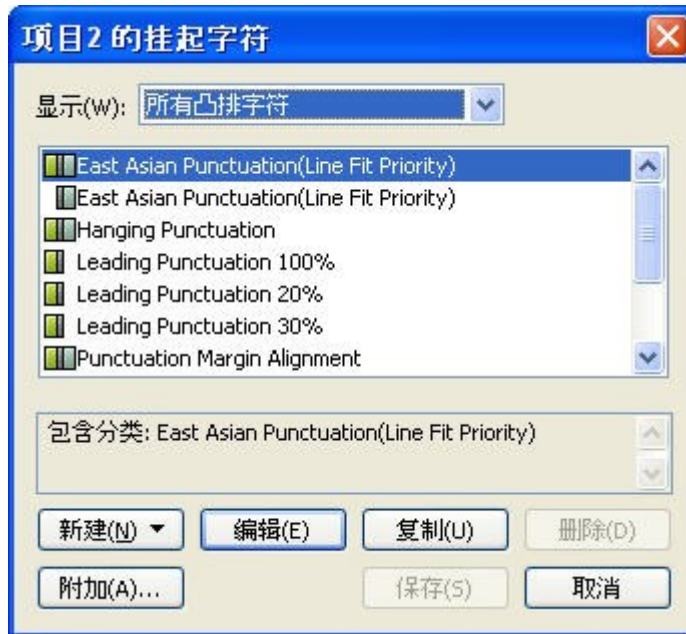 项目2 的挂起字符
显示(W): 所有凸排字符
East Asian Punctuation(Line Fit Priority)
East Asian Punctuation(Line Fit Priority)
Hanging Punctuation
Leading Punctuation 100%
Leading Punctuation 20%
Leading Punctuation 30%
Punctuation Margin Alignment
包含分类: East Asian Punctuation(Line Fit Priority)
新建(N) 编辑(E) 复制(U) 删除(D)
附加(A)... 保存(S) 取消